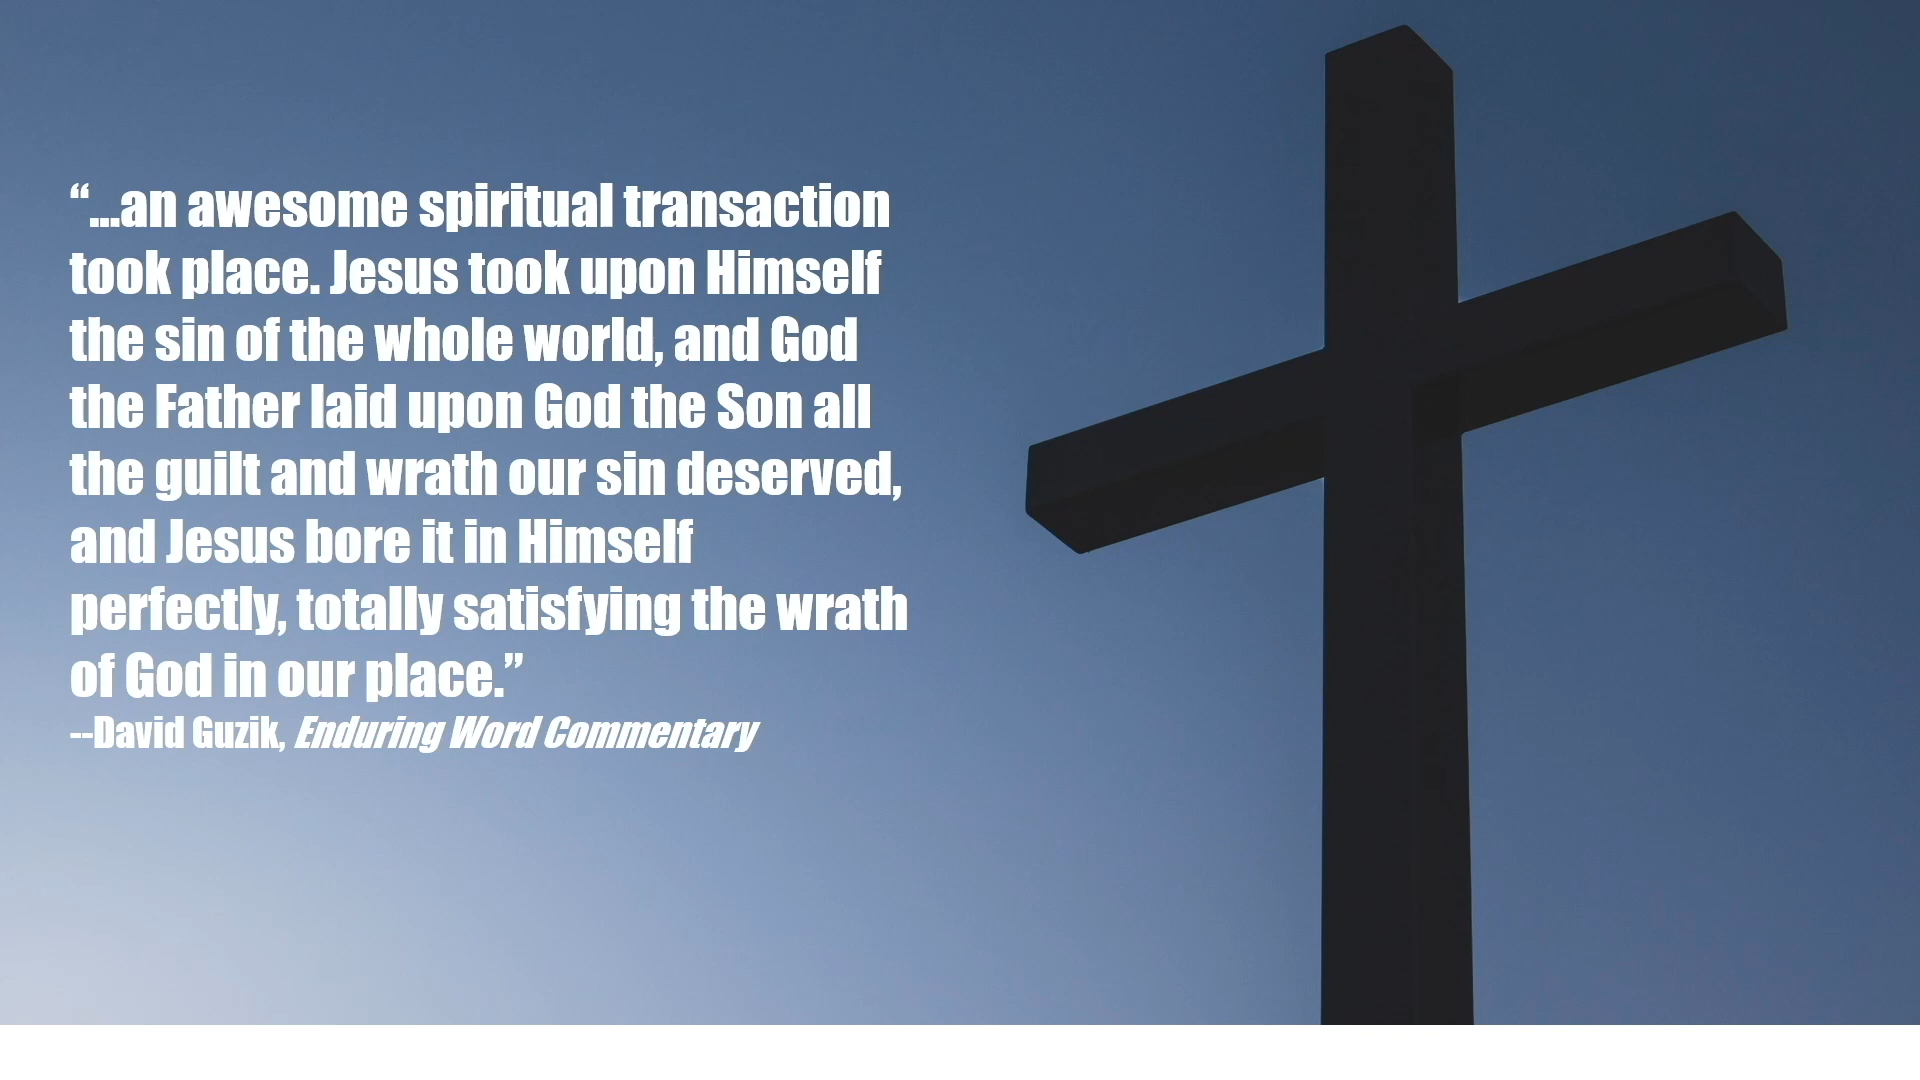 “...an awesome spiritual transaction
took place. Jesus took upon Himself
the sin of the whole world, and God
the Father laid upon God the Son all
the guilt and wrath our sin deserved,
and Jesus bore it in Himself
perfectly, totally satisfying the wrath
of God in our place.”
--David Guzik, Enduring Word Commentary